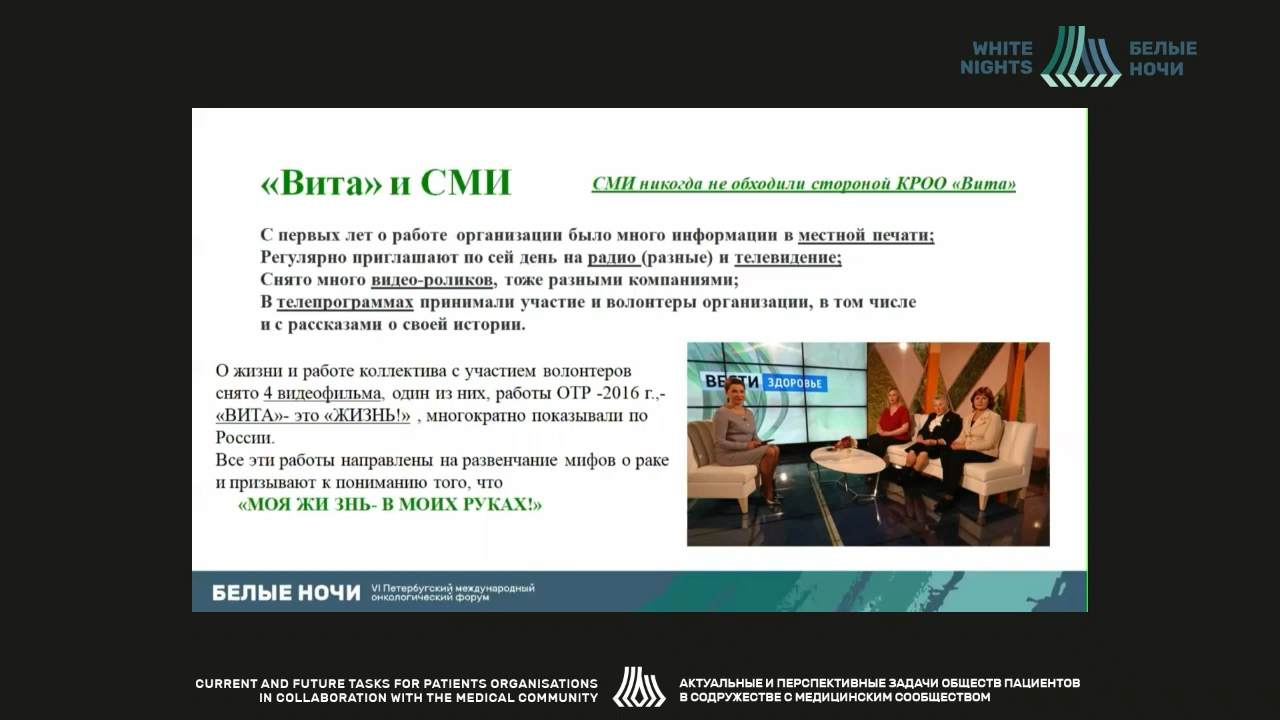 WHITE
NIGHTS
БЕЛЫЕ
НОЧИ
«Вита» и СМИ
СМИ никогда не обходили стороной КРОО «Вита»
С первых лет о работе организации было много информации в местной печати;
Регулярно приглашают по сей день на радио (разные) и телевидение;
Снято много видео-роликов, тоже разными компаниями;
В телепрограммах принимали участие и волонтеры организации, в том числе
и с рассказами о своей истории.
О жизни и работе коллектива с участием волонтеров
снято 4 видеофильма, один из них, работы ОТР -2016 г.,-
«ВИТА»- это «ЖИЗНЬ!» , многократно показывали по
России.
Все эти работы направлены на развенчание мифов о раке
и призывают к пониманию того, что
«МОЯ ЖИ ЗНЬ- В МОИХ РУКАХ!»
ВЕСТИ ЗДОРОВЬЕ
БЕЛЫЕ НОЧИ
VI Петербургский международный
онкологический форум
CURRENT AND FUTURE TASKS FOR PATIENTS ORGANISATIONS
IN COLLABORATION WITH THE MEDICAL COMMUNITY
АКТУАЛЬНЫЕ И ПЕРСПЕКТИВНЫЕ ЗАДАЧИ ОБЩЕСТВ ПАЦИЕНТОВ
В СОДРУЖЕСТВЕ С МЕДИЦИНСКИМ СООБЩЕСТВОМ